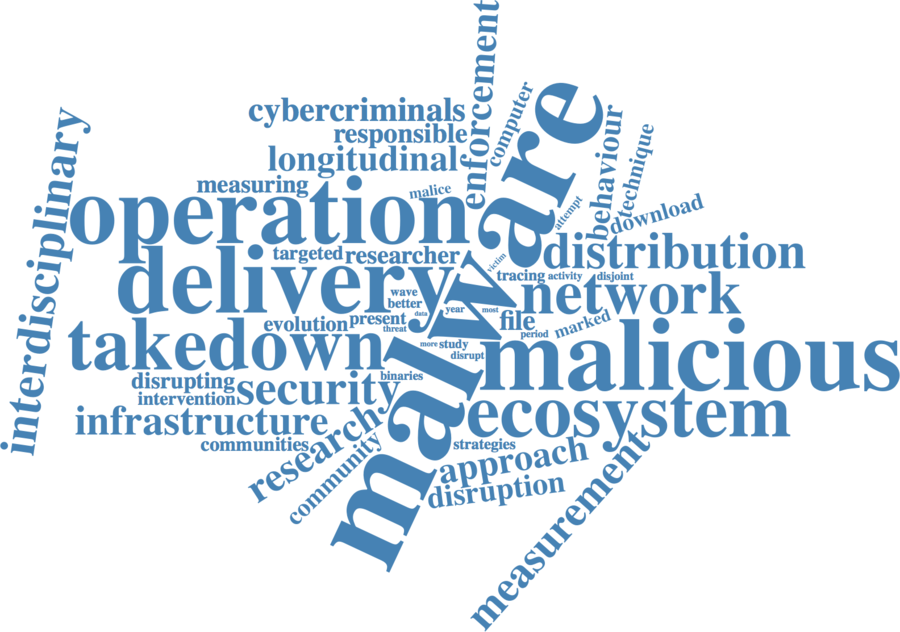 enforcement
computer
malware
cybercriminals
responsible
longitudinal
measuring
malice
operation
interdisciplinary
behaviour
technique
attempt
download
distribution
targeted
researcher
victim
tracing
activity
disjoint
delivery
wave
better
data
year
most
network
evolution
present
threat
file
period
marked
takedown
more
study
disrupt
malicious
disrupting
binaries
intervention
security
ecosystem
infrastructure
communities
research
community
strategies
approach
disruption
measurement